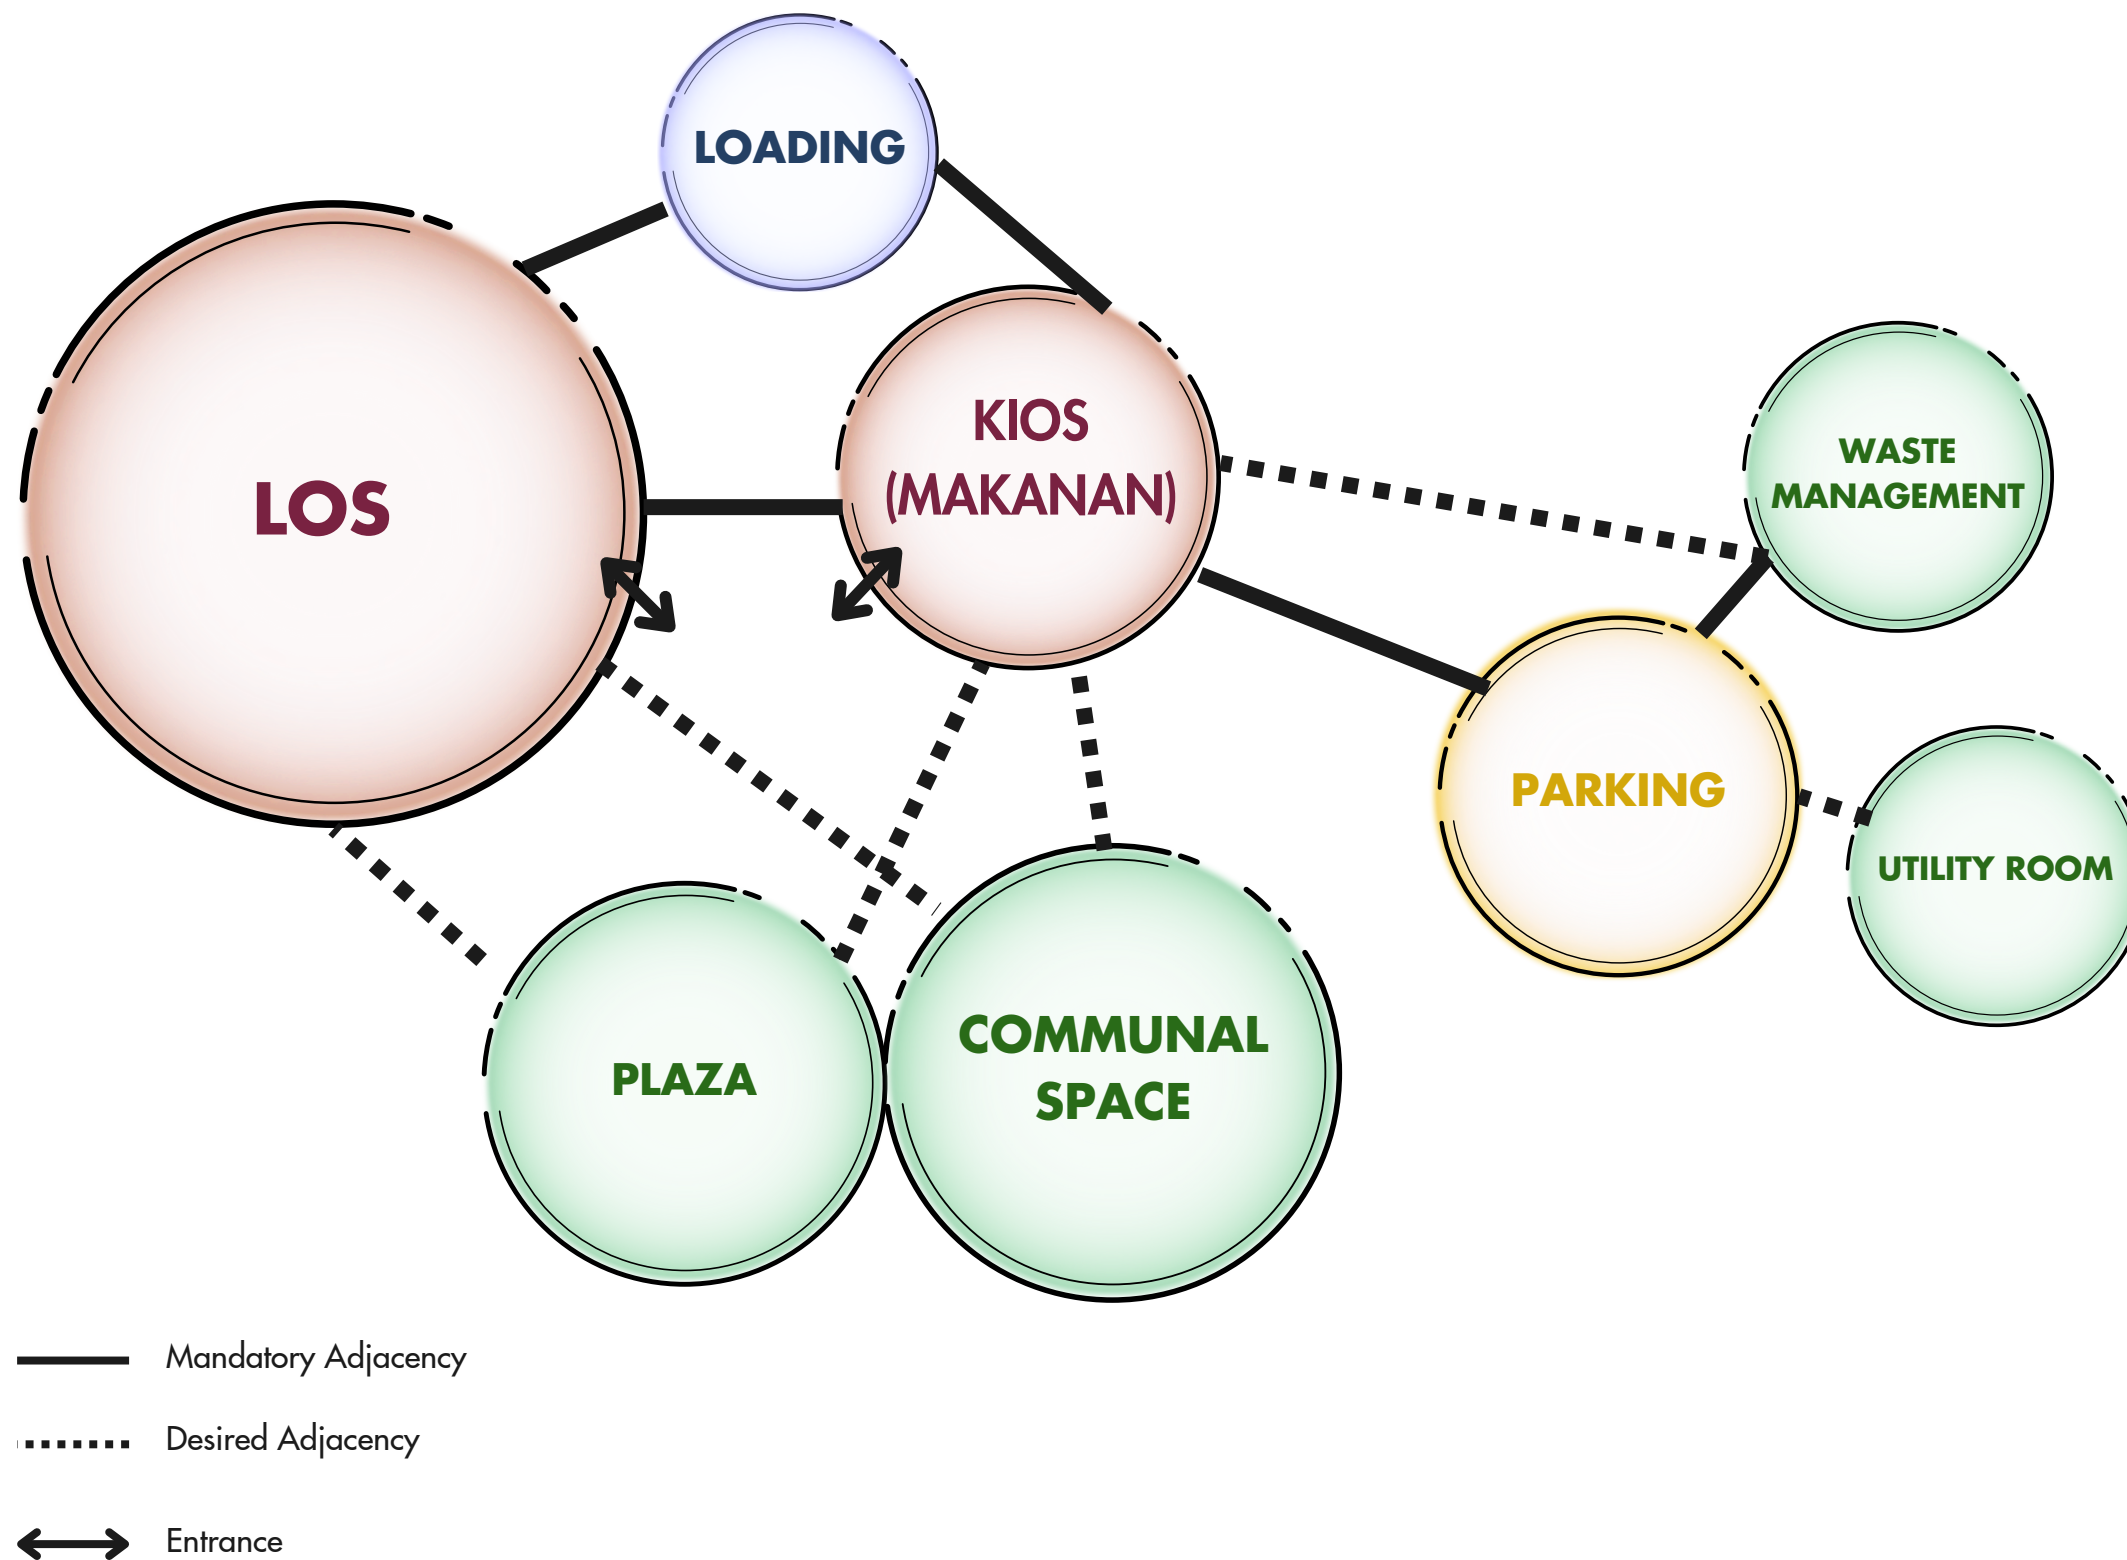 LOADING
LOS
KIOS
(MAKANAN)
WASTE
MANAGEMENT
PARKING
UTILITY ROOM
PLAZA
COMMUNAL
SPACE
Mandatory Adjacency
Desired Adjacency
Entrance